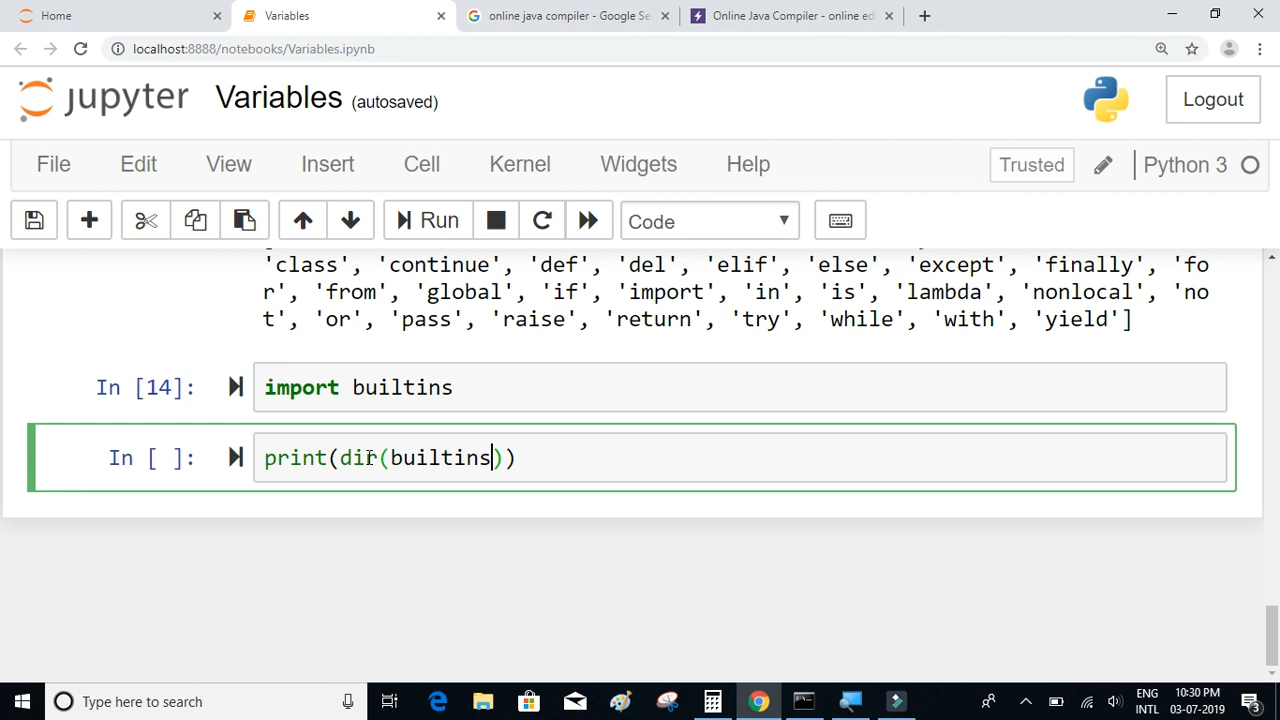 Home
Variables
online java compiler - Google Se
Online Java Compiler - online edi
localhost:8888/notebooks/Variables.ipynb
jupyter Variables (autosaved)
Logout
File Edit View Insert Cell Kernel Widgets Help
Trusted
Python 3
Run
Code
'class', 'continue', 'def', 'del', 'elif', 'else', 'except', 'finally', 'fo
r', 'from', 'global', 'if', 'import', 'in', 'is', 'lambda', 'nonlocal', 'no
t', 'or', 'pass', 'raise', 'return', 'try', 'while', 'with', 'yield']
In [14]: import builtins
In [ ]: print(dir(builtins))
Type here to search
ENG 10:30 PM
INTL 03-07-2019
3